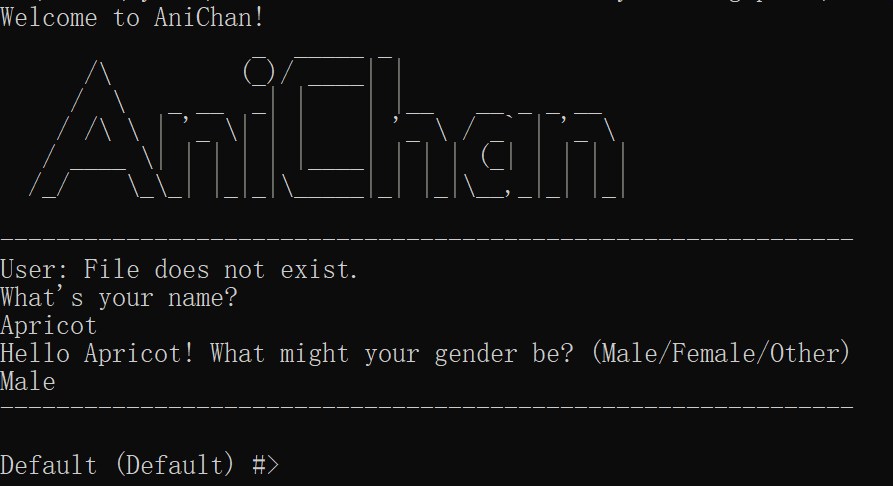 Welcome to AniChan!
AniChan
User: File does not exist.
What's your name?
Apricot
Hello Apricot! What might your gender be? (Male/Female/Other)
Male
Default (Default) #>